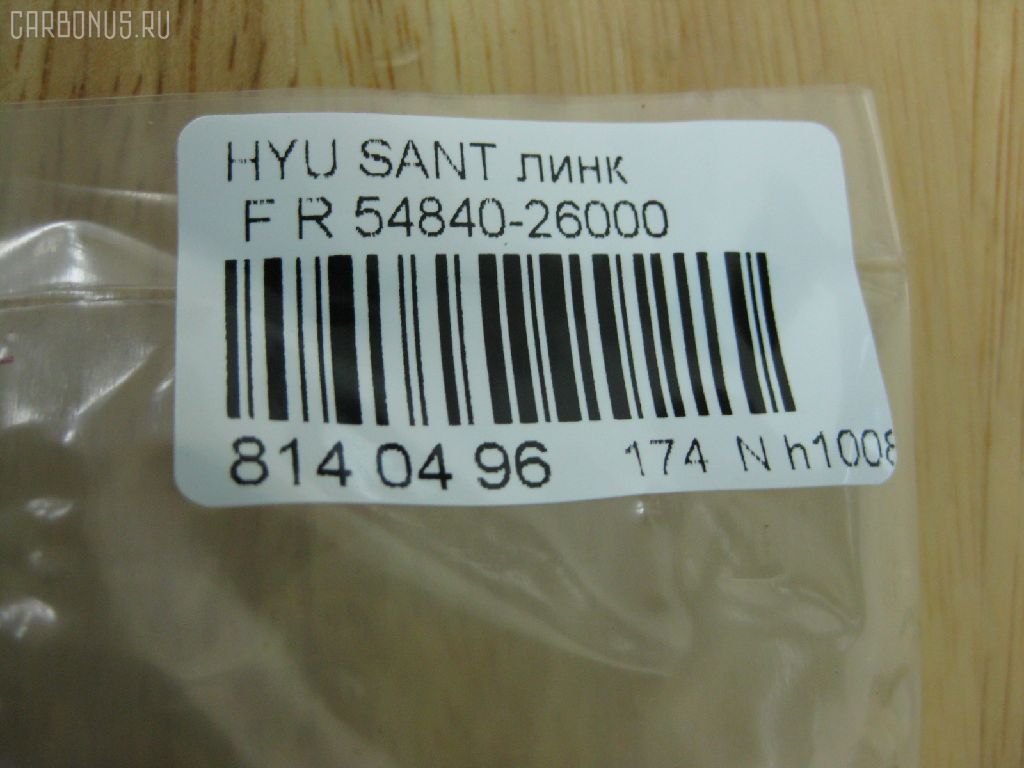 CARBONUS.RU
HYU SANT линк
F R 54840-26000
814 04 96 174 N h1008